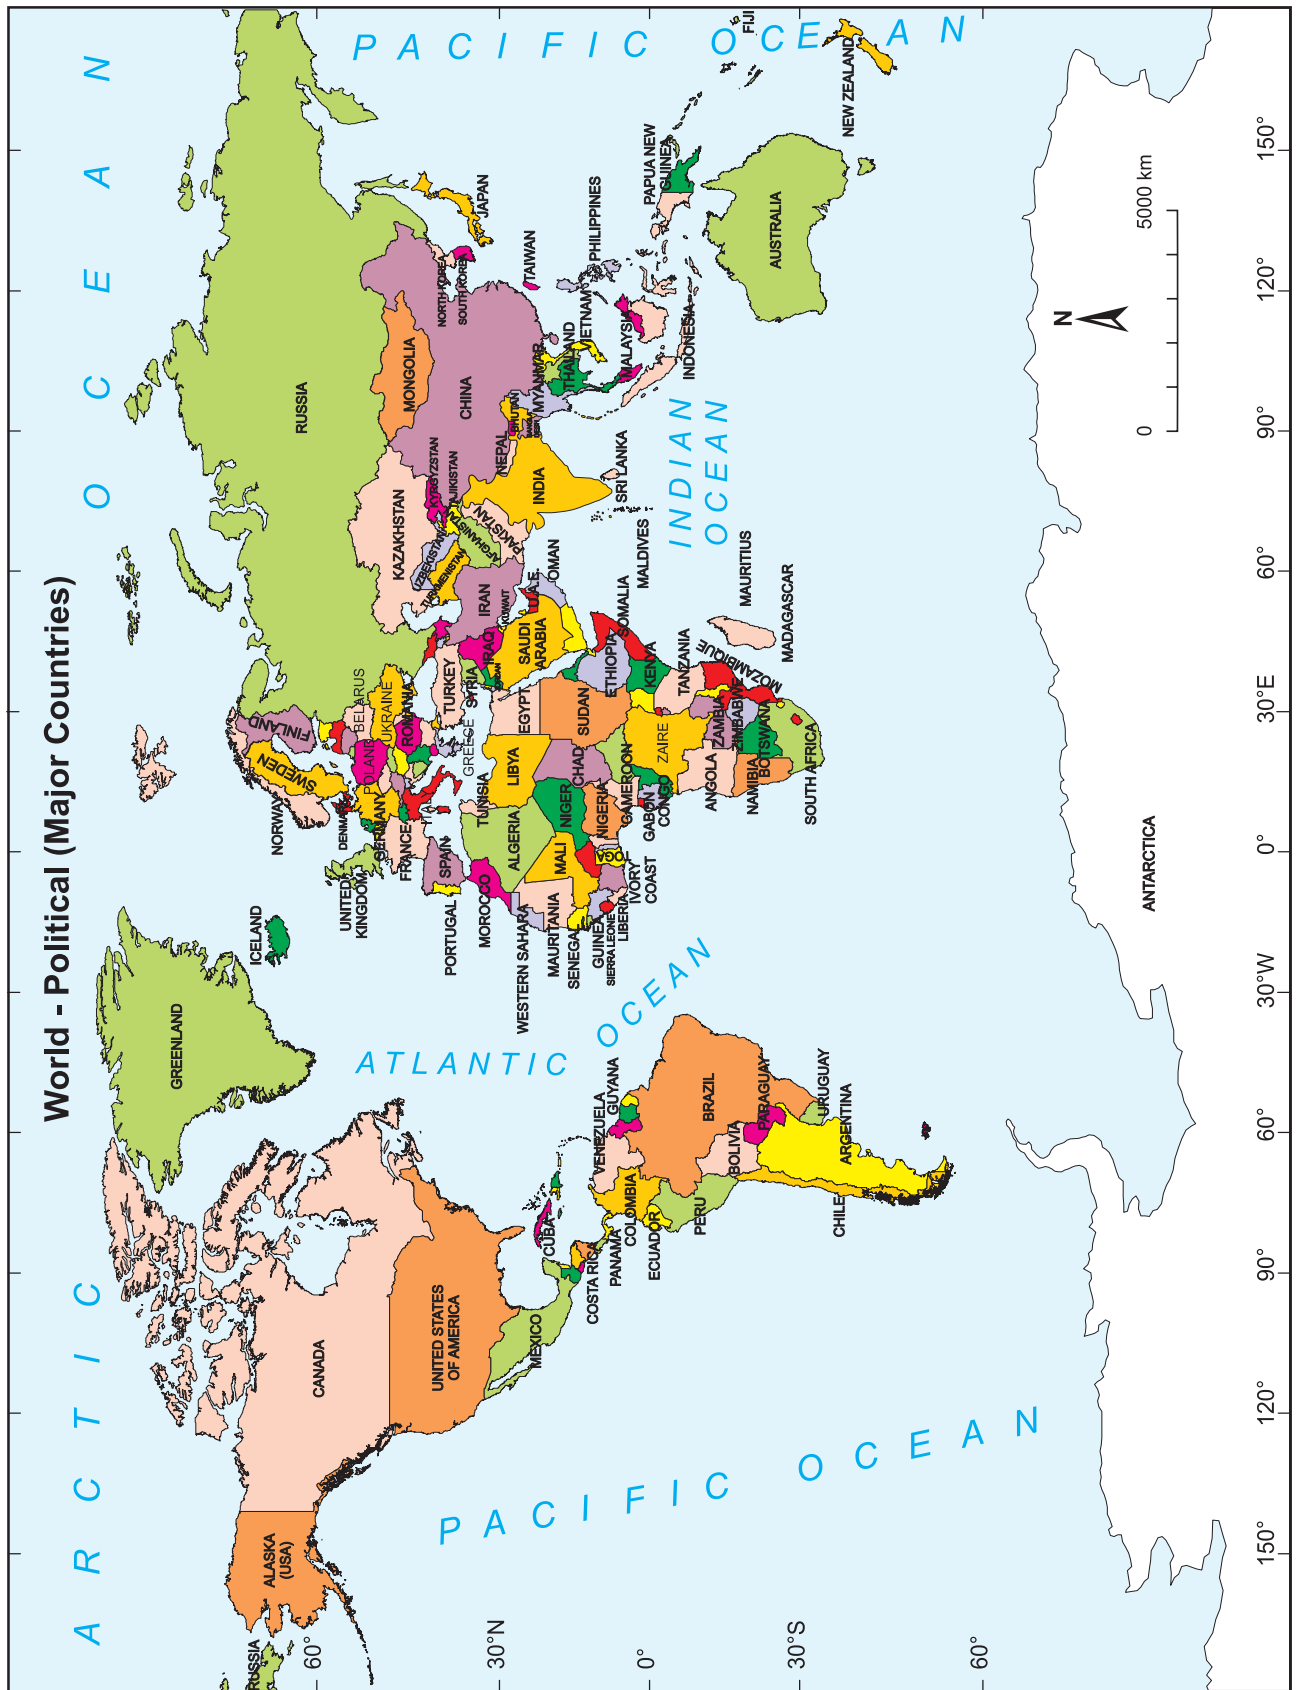 World - Political (Major Countries)
ARCTIC OCEAN
GREENLAND
ICELAND
RUSSIA
ALASKA
(USA)
CANADA
UNITED STATES
OF AMERICA
MEXICO
CUBA
COSTA RICA
PANAMA
VENEZUELA
GUYANA
COLOMBIA
ECUADOR
PERU
BRAZIL
BOLIVIA
PARAGUAY
URUGUAY
ARGENTINA
CHILE
ATLANTIC
OCEAN
PACIFIC OCEAN
NORWAY
SWEDEN
FINLAND
DENMARK
UNITED
KINGDOM
GERMANY
POLAND
BELARUS
UKRAINE
ROMANIA
FRANCE
SPAIN
PORTUGAL
GREECE
TURKEY
SYRIA
IRAQ
IRAN
KUWAIT
SAUDI
ARABIA
U.A.E.
OMAN
RUSSIA
KAZAKHSTAN
UZBEKISTAN
TURKMENISTAN
KYRGYZSTAN
TAJIKISTAN
AFGHANISTAN
PAKISTAN
MONGOLIA
CHINA
NORTH KOREA
SOUTH KOREA
JAPAN
TAIWAN
NEPAL
BHUTAN
INDIA
SRI LANKA
MALDIVES
MYANMAR
THAILAND
VIETNAM
PHILIPPINES
MALAYSIA
INDONESIA
PAPUA NEW
GUINEA
AUSTRALIA
NEW ZEALAND
FIJI
PACIFIC OCEAN
INDIAN
OCEAN
MOROCCO
WESTERN SAHARA
MAURITANIA
SENEGAL
GUINEA
SIERRA LEONE
LIBERIA
IVORY
COAST
TOGA
MALI
ALGERIA
TUNISIA
LIBYA
EGYPT
NIGER
NIGERIA
CHAD
SUDAN
CAMEROON
GABON
CONGO
ZAIRE
ETHIOPIA
SOMALIA
KENYA
TANZANIA
ANGOLA
ZAMBIA
ZIMBABWE
MOZAMBIQUE
NAMIBIA
BOTSWANA
SOUTH AFRICA
MADAGASCAR
MAURITIUS
ANTARCTICA
N
0 5000 km
60°
30°N
0°
30°S
60°
150°
120°
90°
60°
30°W
0°
30°E
60°
90°
120°
150°